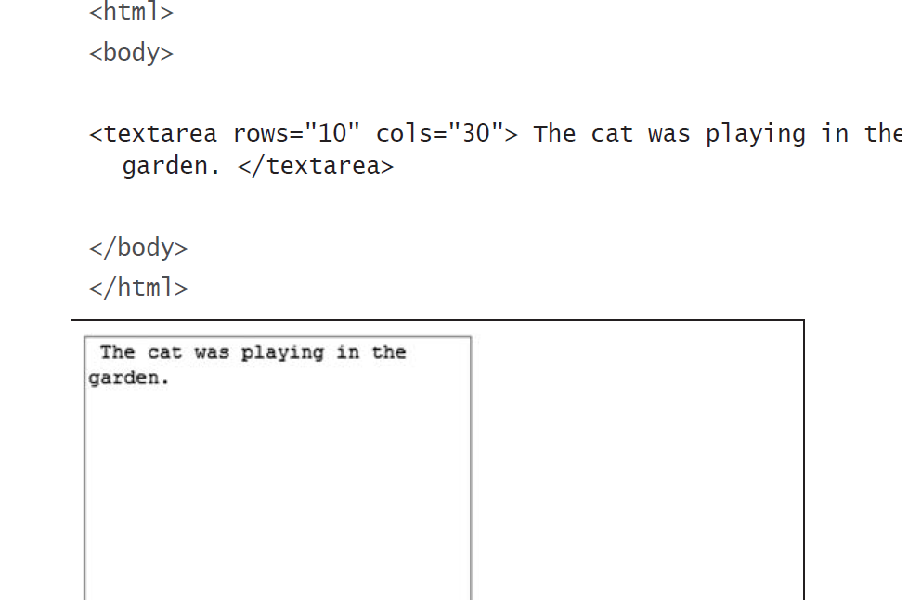 <html>
<body>
<textarea rows="10" cols="30"> The cat was playing in the
garden. </textarea>
</body>
</html>
The cat was playing in the
garden.